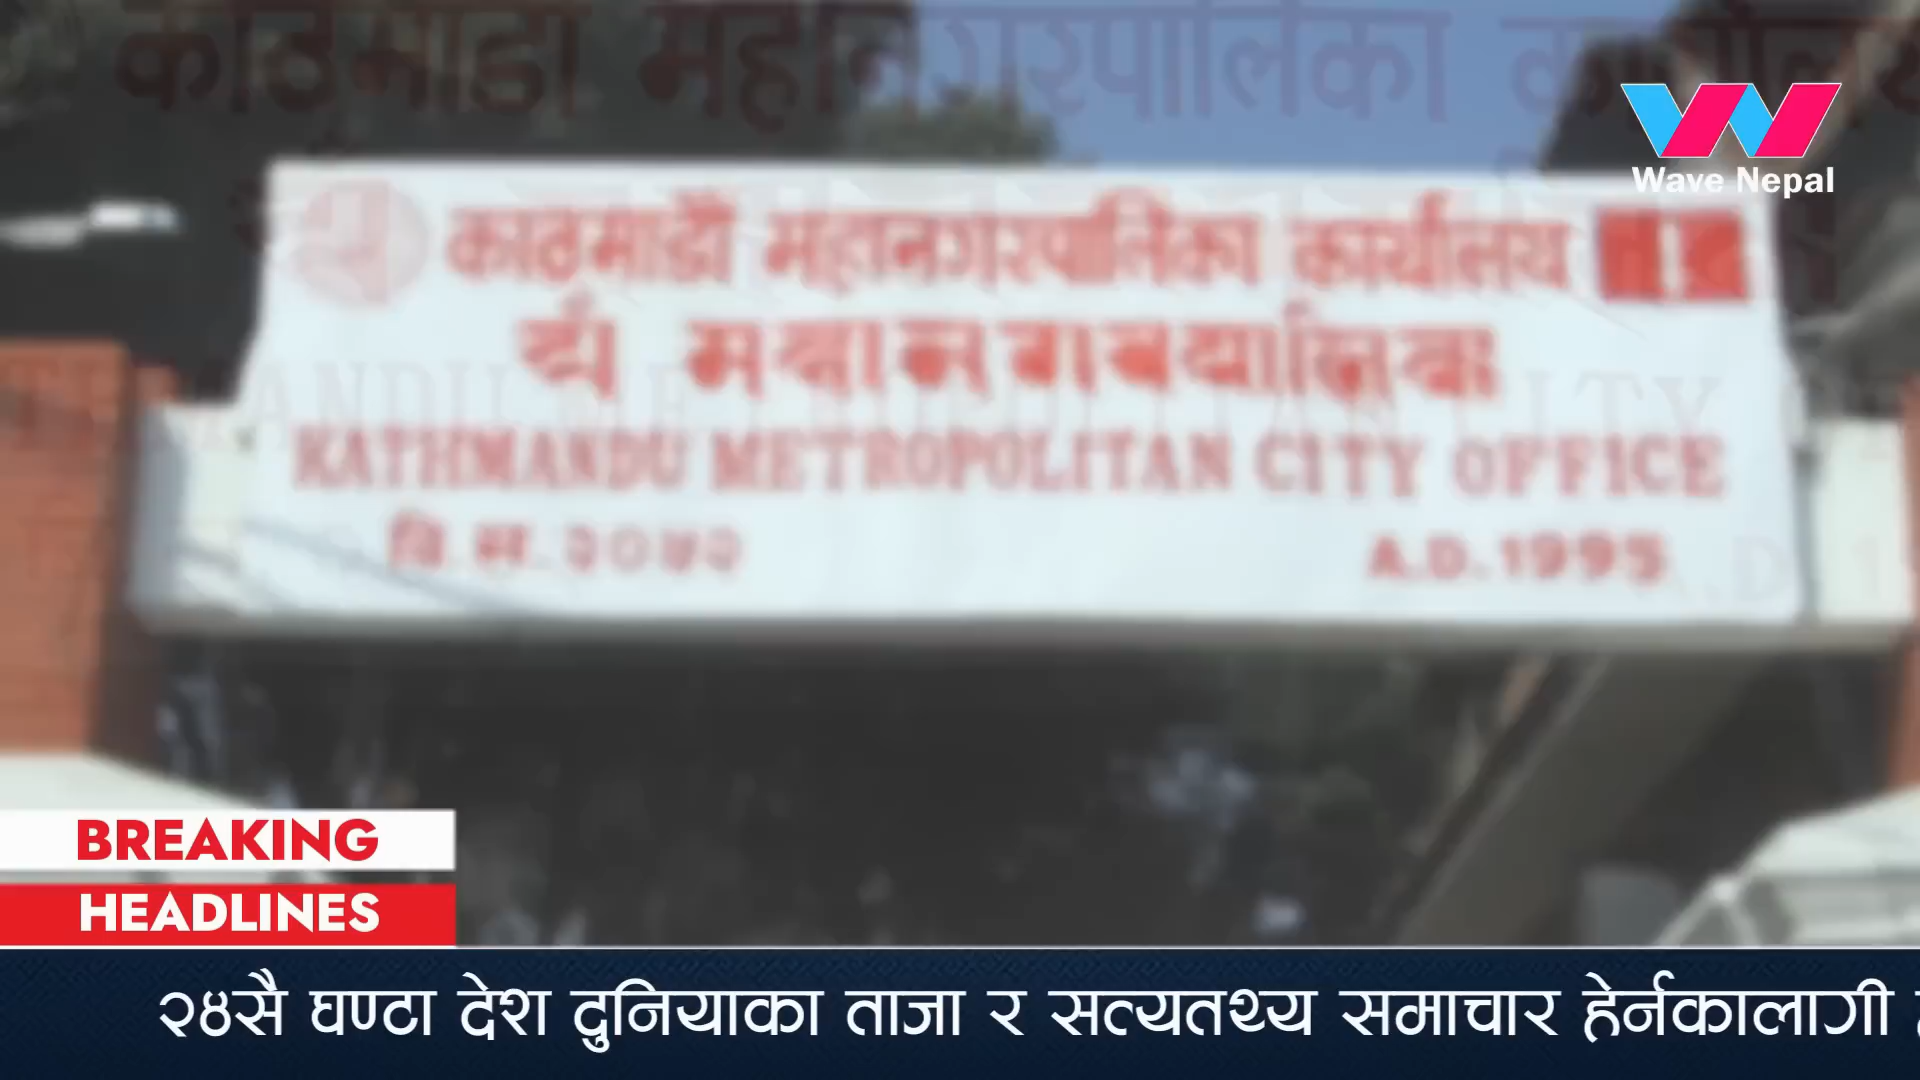 काठमाडौं महानगरपालिका
Wave Nepal
काठमाडौं महानगरपालिका कार्यालय
KATHMANDU METROPOLITAN CITY OFFICE
वि.सं. २०५२
A.D. 1995
BREAKING
HEADLINES
२४सै घण्टा देश दुनियाका ताजा र सत्यतथ्य समाचार हेर्नकालागी